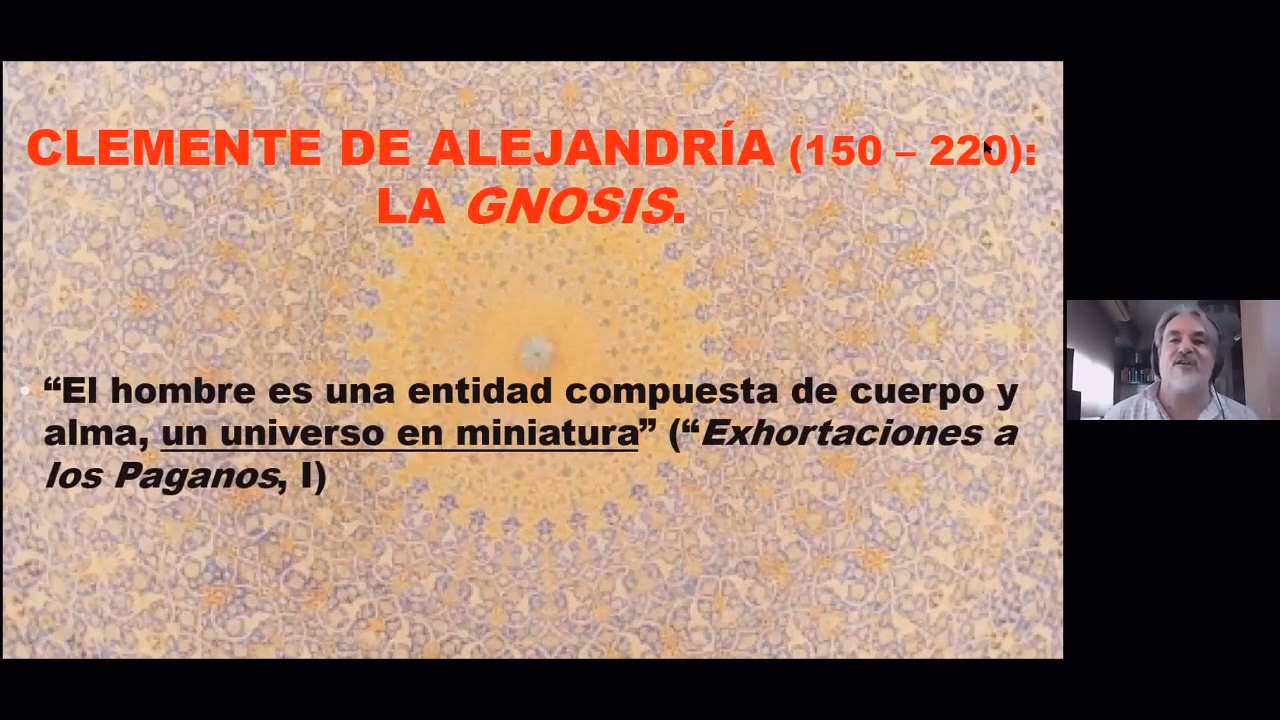 CLEMENTE DE ALEJANDRÍA (150 – 220):
LA GNOSIS.
“El hombre es una entidad compuesta de cuerpo y
alma, un universo en miniatura” (“Exhortaciones a
los Paganos, I)